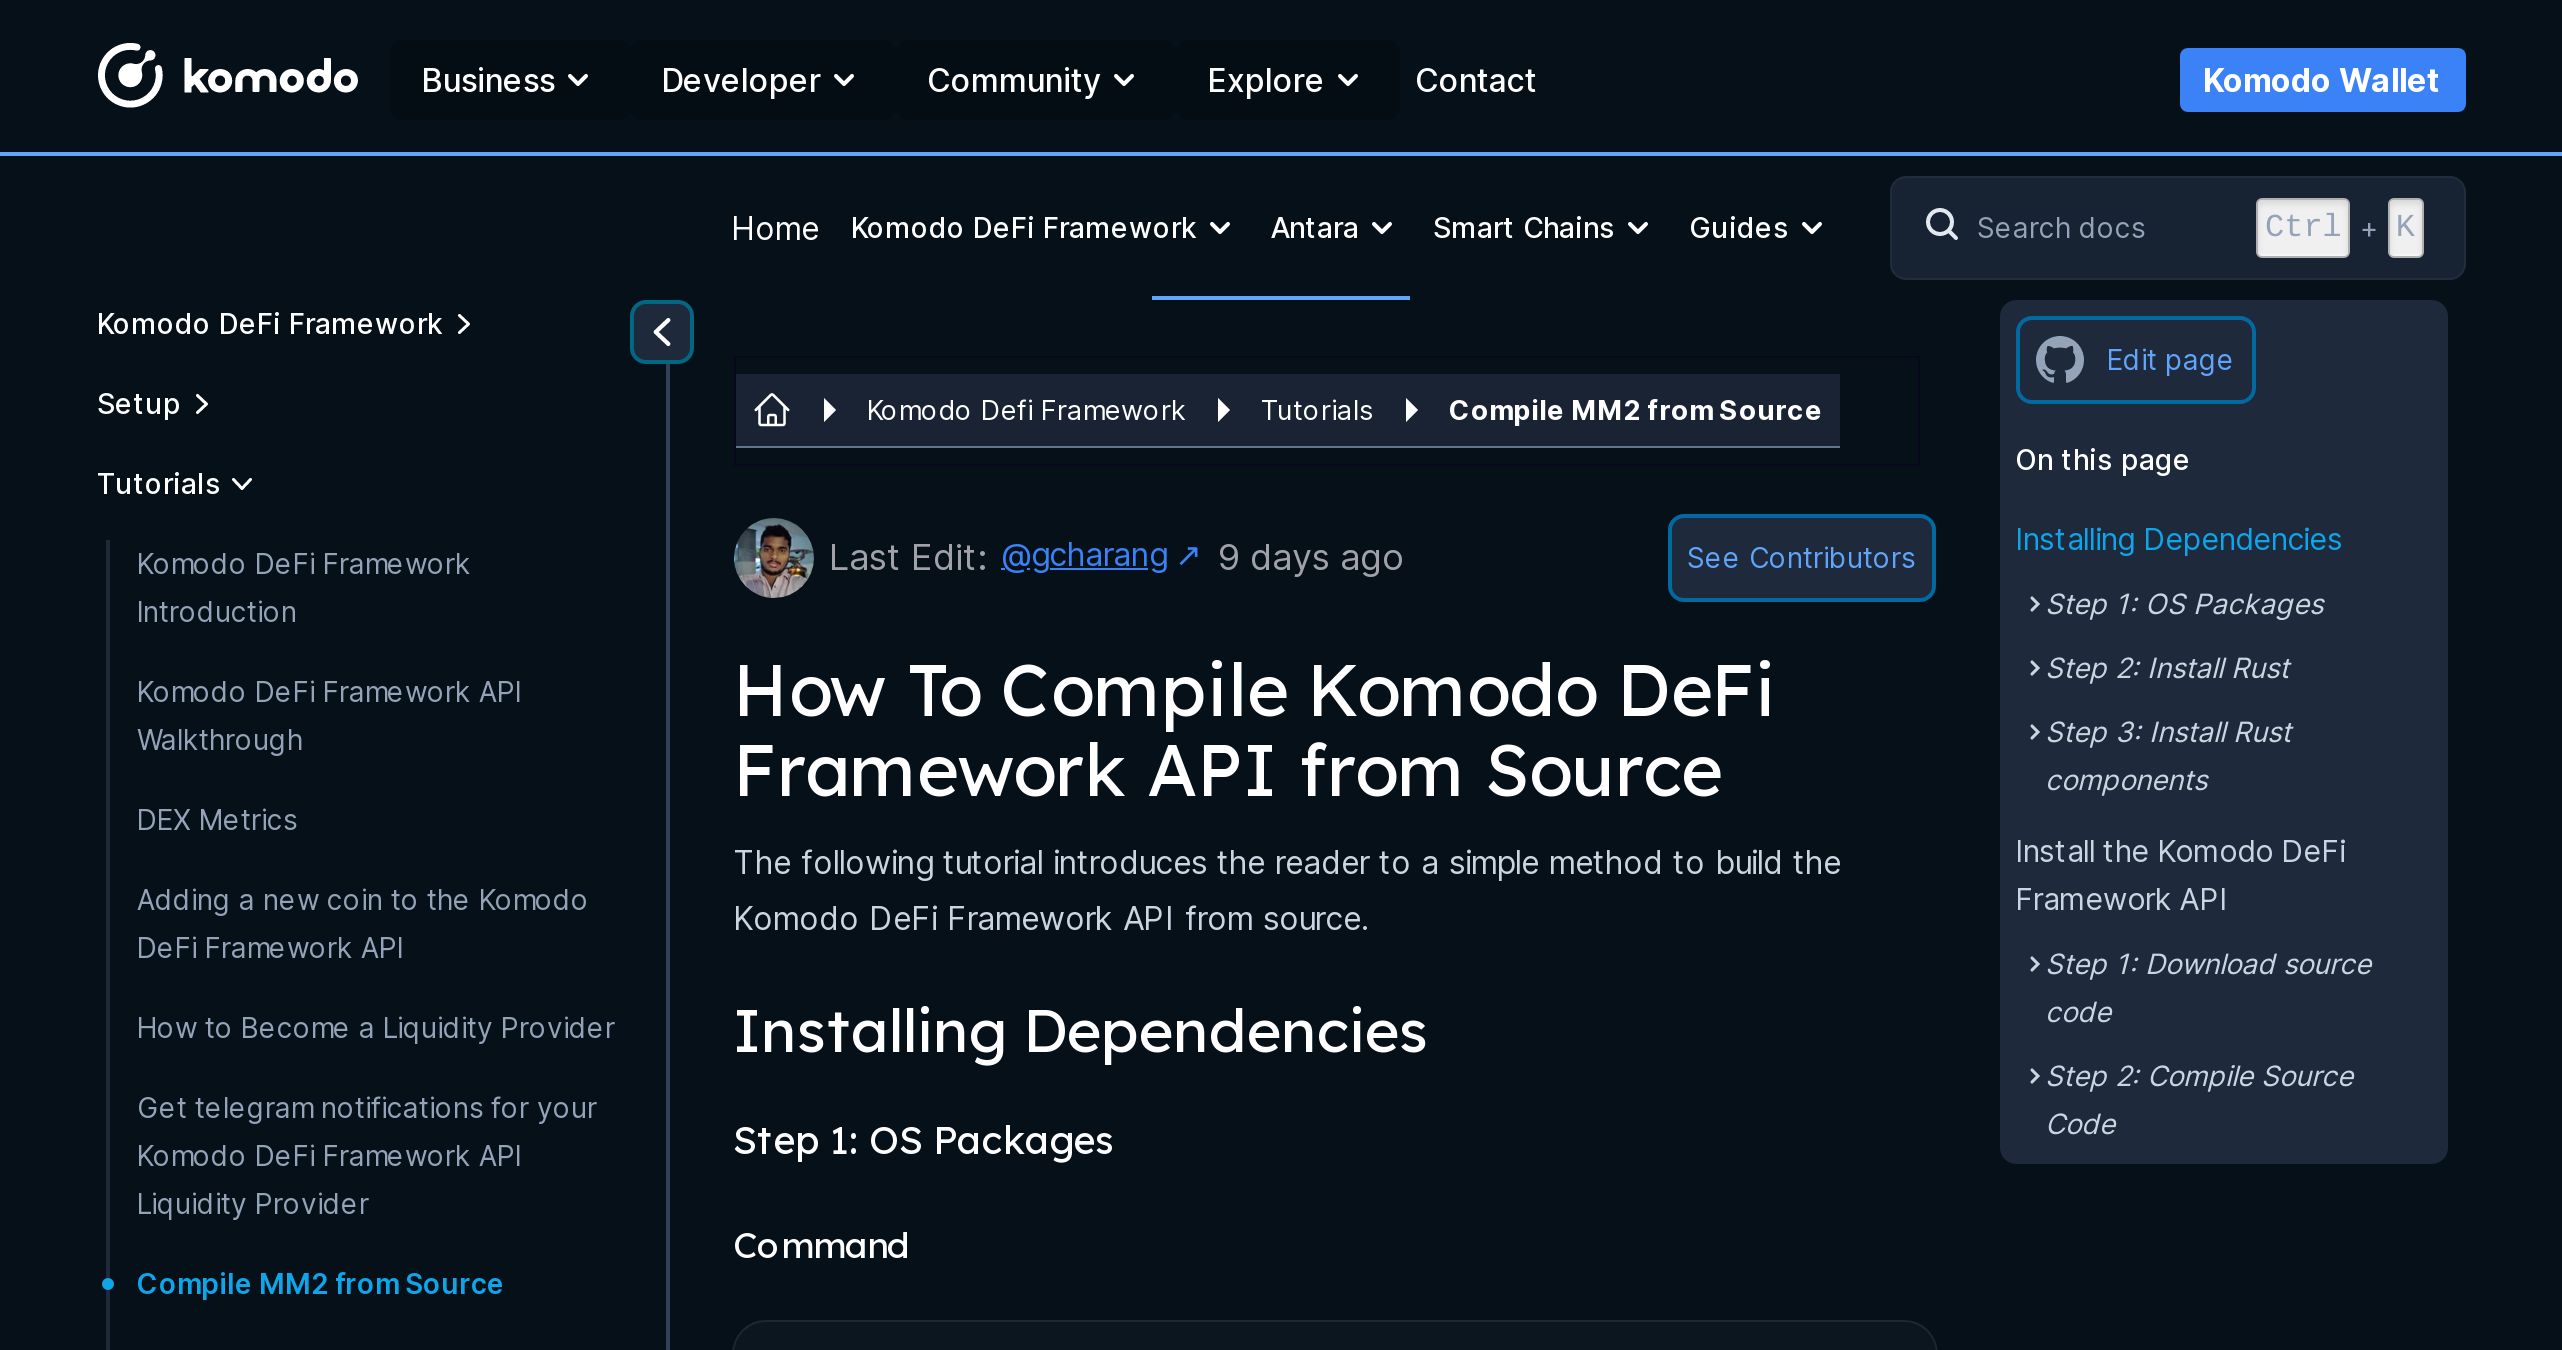 komodo
Business
Developer
Community
Explore
Contact
Komodo Wallet
Home
Komodo DeFi Framework
Antara
Smart Chains
Guides
Search docs
Ctrl + K
Komodo DeFi Framework
Setup
Tutorials
Komodo DeFi Framework
Introduction
Komodo DeFi Framework API
Walkthrough
DEX Metrics
Adding a new coin to the Komodo
DeFi Framework API
How to Become a Liquidity Provider
Get telegram notifications for your
Komodo DeFi Framework API
Liquidity Provider
Compile MM2 from Source
Komodo Defi Framework
Tutorials
Compile MM2 from Source
Last Edit: @gcharang ↗ 9 days ago
See Contributors
How To Compile Komodo DeFi
Framework API from Source
The following tutorial introduces the reader to a simple method to build the
Komodo DeFi Framework API from source.
Installing Dependencies
Step 1: OS Packages
Command
Edit page
On this page
Installing Dependencies
Step 1: OS Packages
Step 2: Install Rust
Step 3: Install Rust
components
Install the Komodo DeFi
Framework API
Step 1: Download source
code
Step 2: Compile Source
Code